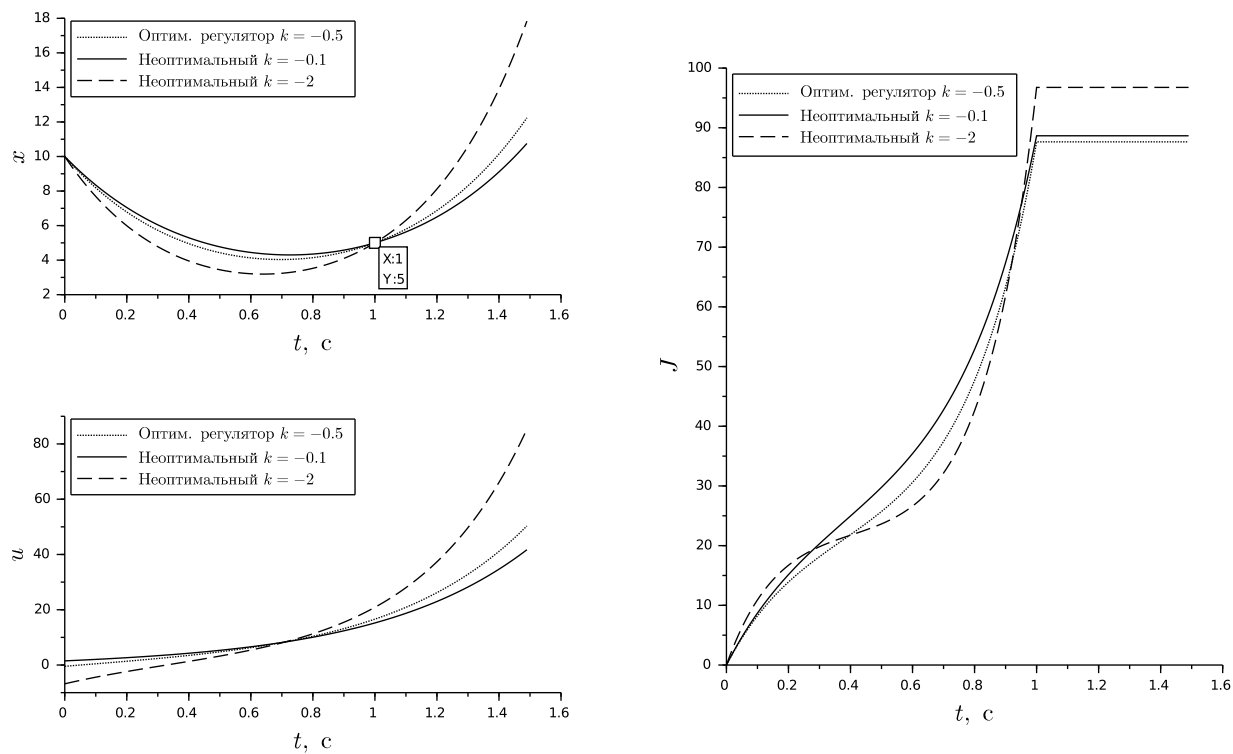 18
16
14
12
10
8
6
4
2
x
Оптим. регулятор k = −0.5
Неоптимальный k = −0.1
Неоптимальный k = −2
X:1
Y:5
0 0.2 0.4 0.6 0.8 1 1.2 1.4 1.6
t, с
80
60
40
20
0
u
Оптим. регулятор k = −0.5
Неоптимальный k = −0.1
Неоптимальный k = −2
0 0.2 0.4 0.6 0.8 1 1.2 1.4 1.6
t, с
100
90
80
70
60
50
40
30
20
10
0
J
Оптим. регулятор k = −0.5
Неоптимальный k = −0.1
Неоптимальный k = −2
0 0.2 0.4 0.6 0.8 1 1.2 1.4 1.6
t, с